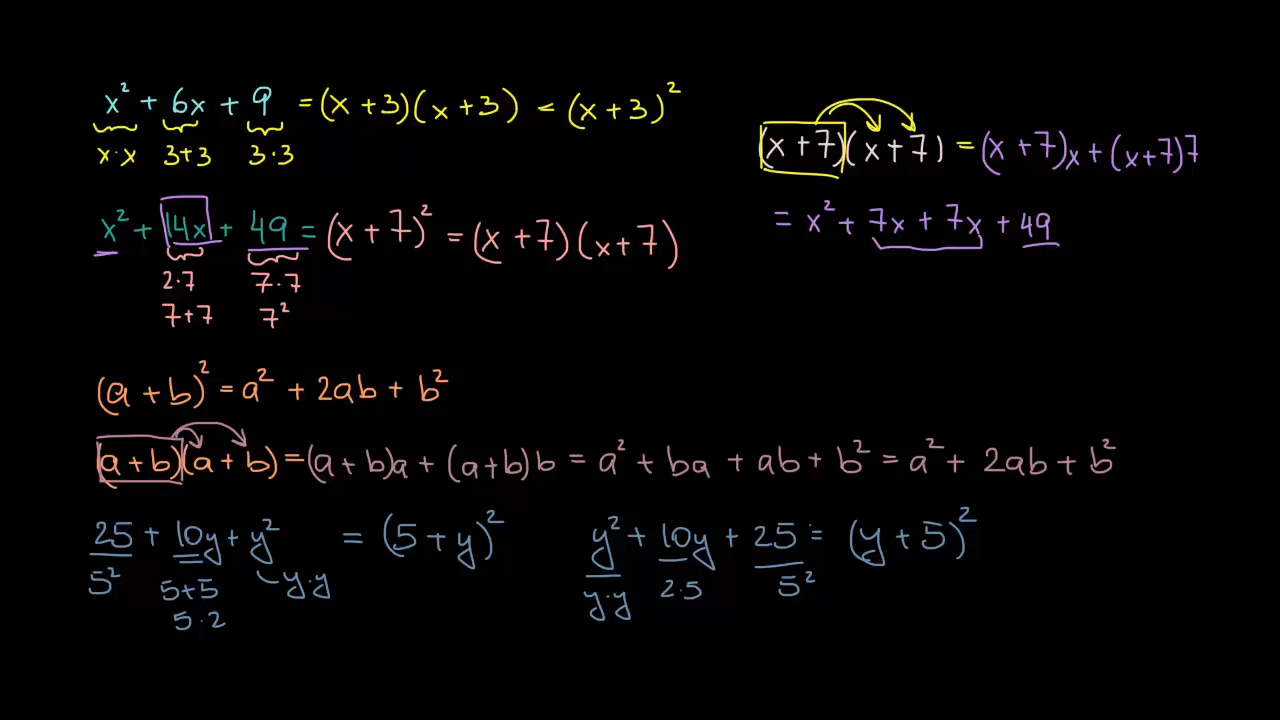 x² + 6x + 9 = (x + 3)(x + 3) = (x + 3)²
x·x 3+3 3·3
(x + 7)(x + 7) = (x + 7)x + (x + 7)7
= x² + 7x + 7x + 49
x² + 14x + 49 = (x + 7)² = (x + 7)(x + 7)
2·7 7·7
7+7 7²
(a + b)² = a² + 2ab + b²
(a + b)(a + b) = (a + b)a + (a + b)b = a² + ba + ab + b² = a² + 2ab + b²
25 + 10y + y² = (5 + y)²
5² 5+5 y·y
5·2
y² + 10y + 25 = (y + 5)²
y·y 2·5 5²